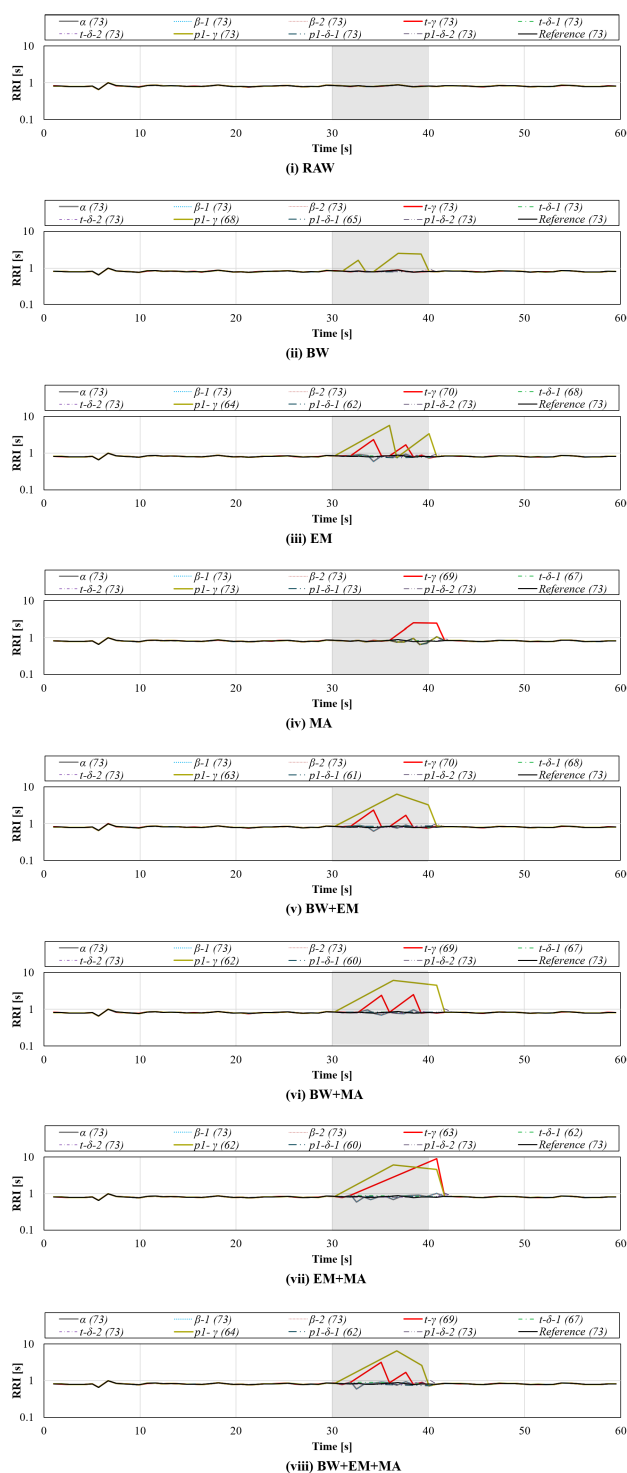 α (73) β-1 (73) β-2 (73) t-γ (73) t-δ-1 (73)
t-δ-2 (73) p1- γ (73) p1-δ-1 (73) p1-δ-2 (73) Reference (73)
10
1
0.1
RRI [s]
0 10 20 30 40 50 60
Time [s]
(i) RAW
α (73) β-1 (73) β-2 (73) t-γ (73) t-δ-1 (73)
t-δ-2 (73) p1- γ (68) p1-δ-1 (65) p1-δ-2 (73) Reference (73)
10
1
0.1
RRI [s]
0 10 20 30 40 50 60
Time [s]
(ii) BW
α (73) β-1 (73) β-2 (73) t-γ (70) t-δ-1 (68)
t-δ-2 (73) p1- γ (64) p1-δ-1 (62) p1-δ-2 (73) Reference (73)
10
1
0.1
RRI [s]
0 10 20 30 40 50 60
Time [s]
(iii) EM
α (73) β-1 (73) β-2 (73) t-γ (69) t-δ-1 (67)
t-δ-2 (73) p1- γ (73) p1-δ-1 (73) p1-δ-2 (73) Reference (73)
10
1
0.1
RRI [s]
0 10 20 30 40 50 60
Time [s]
(iv) MA
α (73) β-1 (73) β-2 (73) t-γ (70) t-δ-1 (68)
t-δ-2 (73) p1- γ (63) p1-δ-1 (61) p1-δ-2 (73) Reference (73)
10
1
0.1
RRI [s]
0 10 20 30 40 50 60
Time [s]
(v) BW+EM
α (73) β-1 (73) β-2 (73) t-γ (69) t-δ-1 (67)
t-δ-2 (73) p1- γ (62) p1-δ-1 (60) p1-δ-2 (73) Reference (73)
10
1
0.1
RRI [s]
0 10 20 30 40 50 60
Time [s]
(vi) BW+MA
α (73) β-1 (73) β-2 (73) t-γ (63) t-δ-1 (62)
t-δ-2 (73) p1- γ (62) p1-δ-1 (60) p1-δ-2 (73) Reference (73)
10
1
0.1
RRI [s]
0 10 20 30 40 50 60
Time [s]
(vii) EM+MA
α (73) β-1 (73) β-2 (73) t-γ (69) t-δ-1 (67)
t-δ-2 (73) p1- γ (64) p1-δ-1 (62) p1-δ-2 (73) Reference (73)
10
1
0.1
RRI [s]
0 10 20 30 40 50 60
Time [s]
(viii) BW+EM+MA